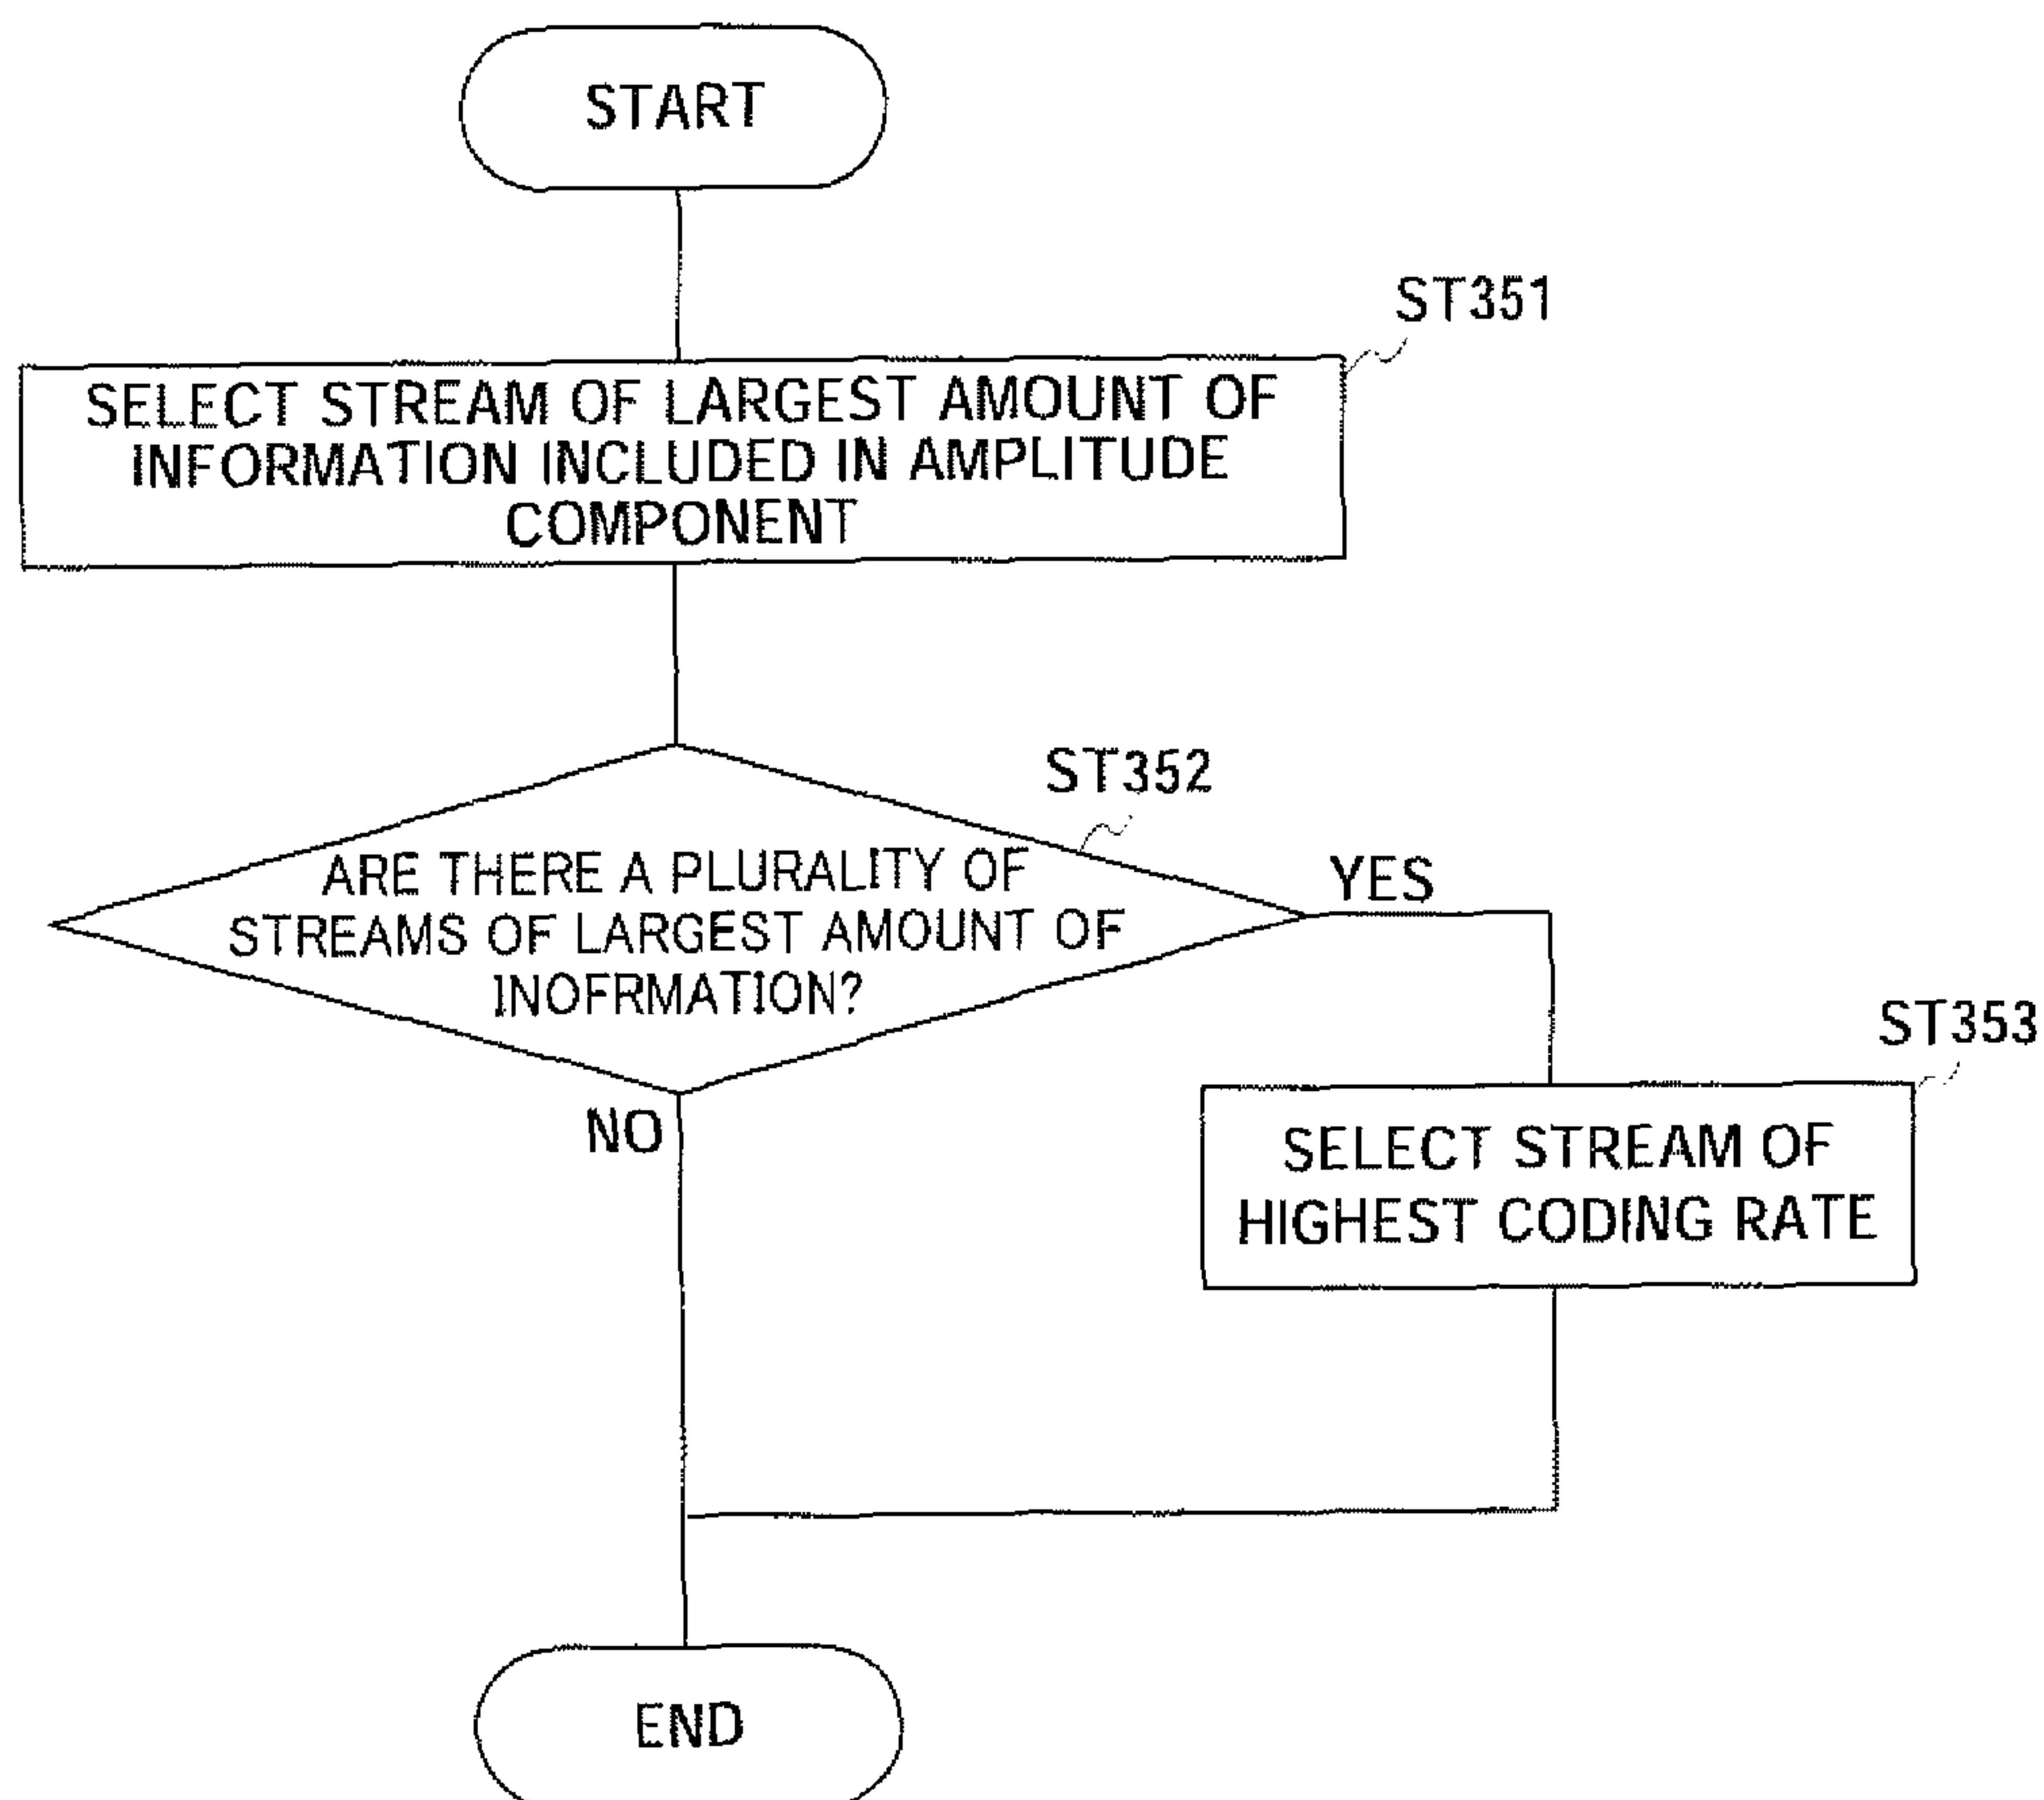 START
ST351
SELECT STREAM OF LARGEST AMOUNT OF
INFORMATION INCLUDED IN AMPLITUDE
COMPONENT
ST352
ARE THERE A PLURALITY OF
STREAMS OF LARGEST AMOUNT OF
INOFRMATION?
YES
ST353
NO
SELECT STREAM OF
HIGHEST CODING RATE
END